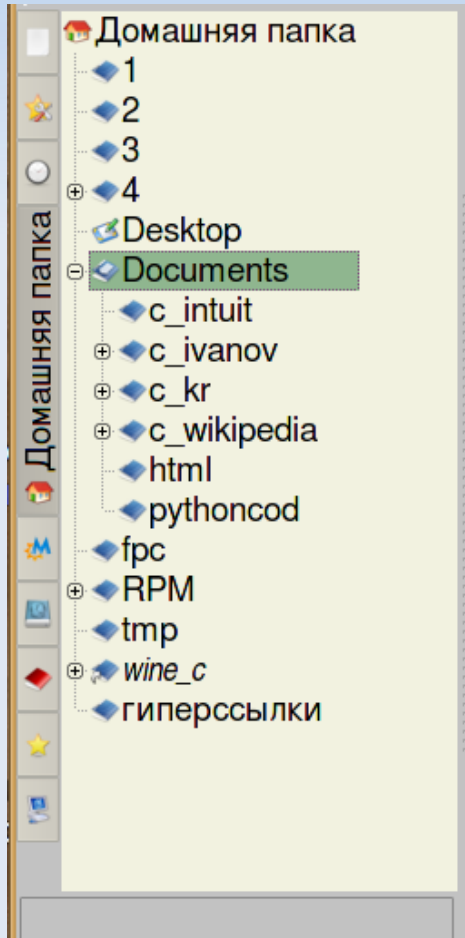 Домашняя папка
1
2
3
4
Desktop
Documents
c_intuit
c_ivanov
c_kr
c_wikipedia
html
pythoncod
fpc
RPM
tmp
wine_c
гиперссылки
Домашняя папка